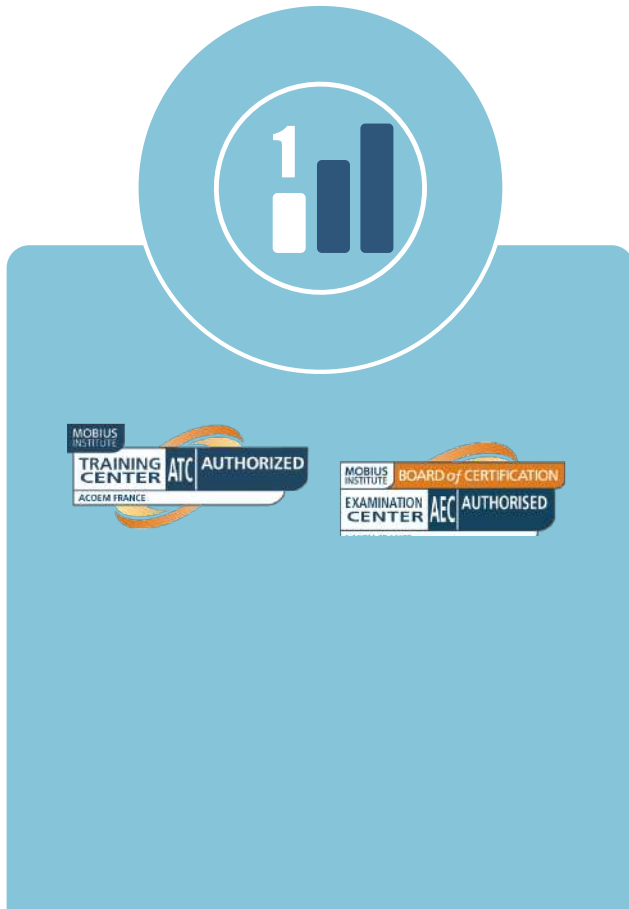 1
MOBIUS
INSTITUTE
TRAINING
CENTER
ATC
AUTHORIZED
ACOEM FRANCE
MOBIUS
INSTITUTE
BOARD of CERTIFICATION
EXAMINATION
CENTER
AEC
AUTHORISED